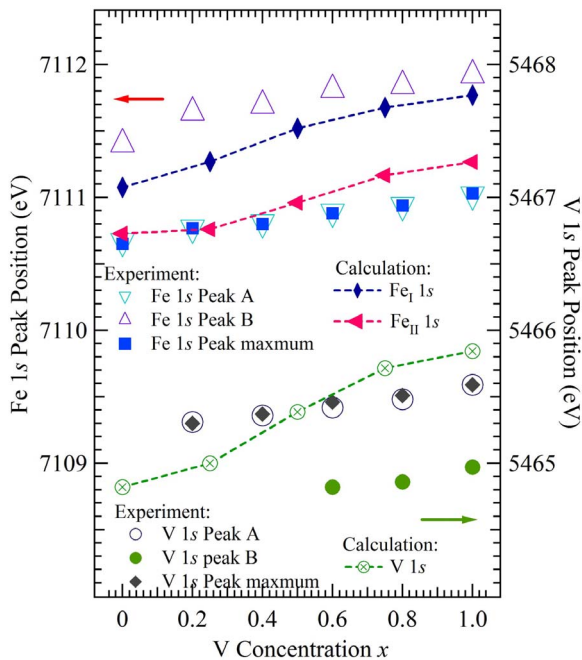 7112
7111
7110
7109
Fe 1s Peak Position (eV)
5468
5467
5466
5465
V 1s Peak Position (eV)
Experiment:
Fe 1s Peak A
Fe 1s Peak B
Fe 1s Peak maxmum
Calculation:
FeI 1s
FeII 1s
Experiment:
V 1s Peak A
V 1s peak B
V 1s Peak maxmum
Calculation:
V 1s
0 0.2 0.4 0.6 0.8 1.0
V Concentration x